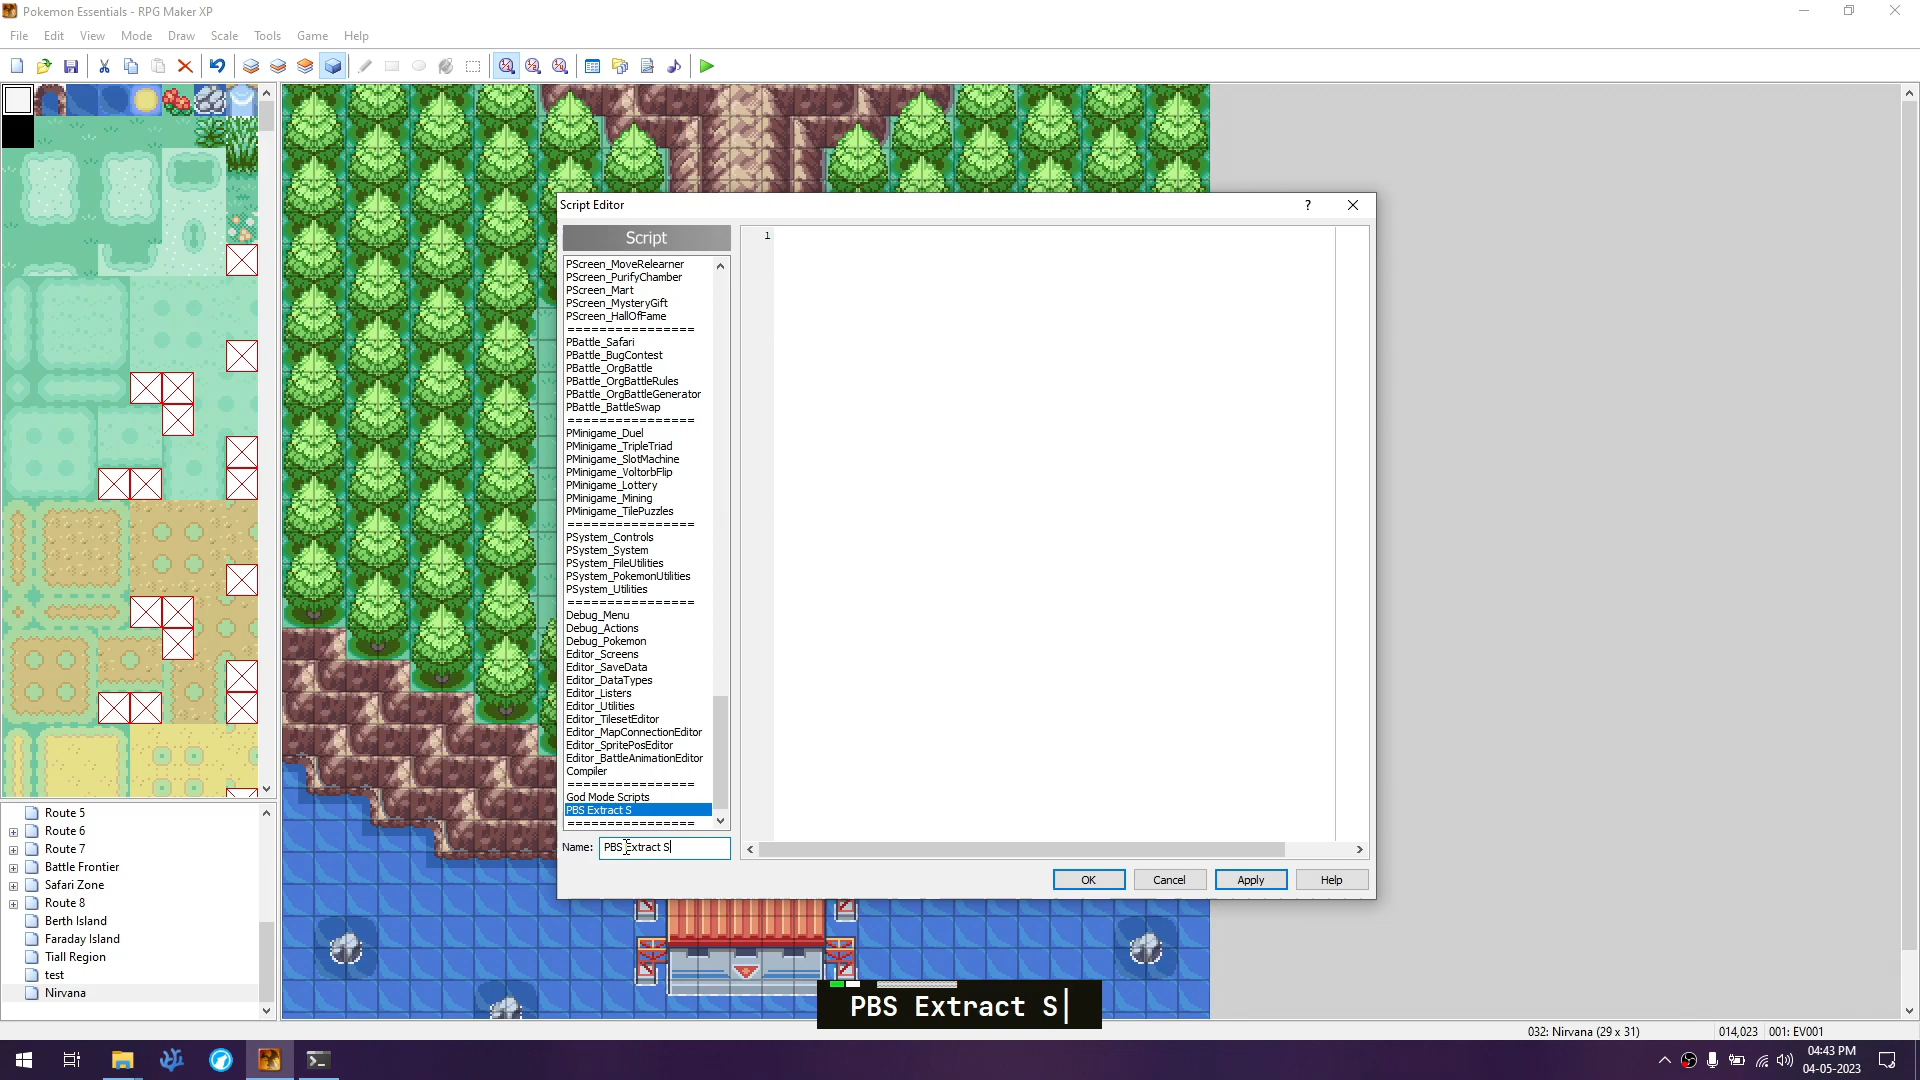 Pokemon Essentials - RPG Maker XP
File Edit View Mode Draw Scale Tools Game Help
Script Editor
?
Script
1
PScreen_MoveRelearner
PScreen_PurifyChamber
PScreen_Mart
PScreen_MysteryGift
PScreen_HallOfFame
================
PBattle_Safari
PBattle_BugContest
PBattle_OrgBattle
PBattle_OrgBattleRules
PBattle_OrgBattleGenerator
PBattle_BattleSwap
================
PMinigame_Duel
PMinigame_TripleTriad
PMinigame_SlotMachine
PMinigame_VoltorbFlip
PMinigame_Lottery
PMinigame_Mining
PMinigame_TilePuzzles
================
PSystem_Controls
PSystem_System
PSystem_FileUtilities
PSystem_PokemonUtilities
PSystem_Utilities
================
Debug_Menu
Debug_Actions
Debug_Pokemon
Editor_Screens
Editor_SaveData
Editor_DataTypes
Editor_Listers
Editor_Utilities
Editor_TilesetEditor
Editor_MapConnectionEditor
Editor_SpritePosEditor
Editor_BattleAnimationEditor
Compiler
================
God Mode Scripts
PBS Extract S
================
Name: PBS Extract S
OK Cancel Apply Help
Route 5
Route 6
Route 7
Battle Frontier
Safari Zone
Route 8
Berth Island
Faraday Island
Tiall Region
test
Nirvana
PBS Extract S
032: Nirvana (29 x 31) 014,023 001: EV001
04:43 PM
04-05-2023